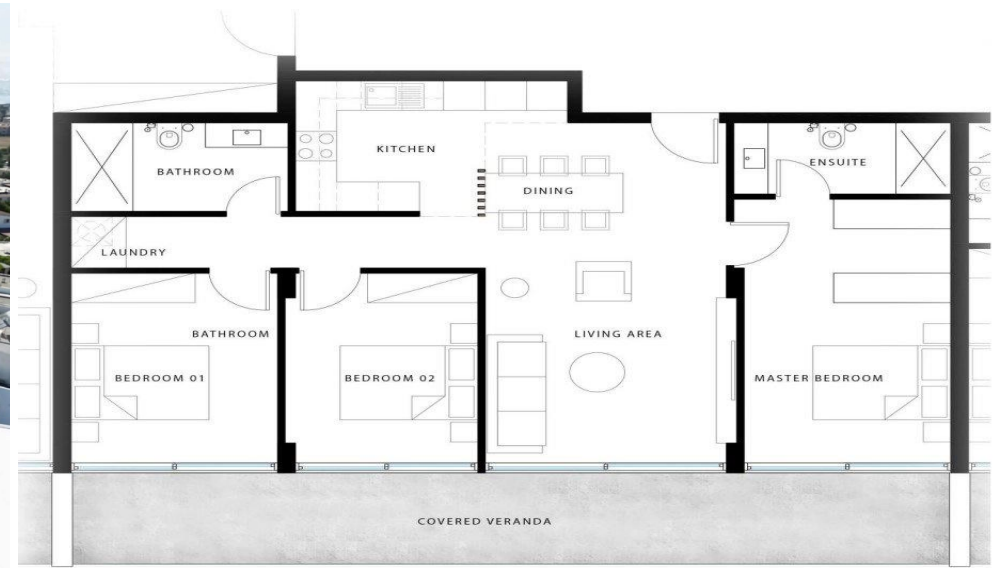 KITCHEN
ENSUITE
BATHROOM
DINING
LAUNDRY
BATHROOM
LIVING AREA
BEDROOM 01
BEDROOM 02
MASTER BEDROOM
COVERED VERANDA